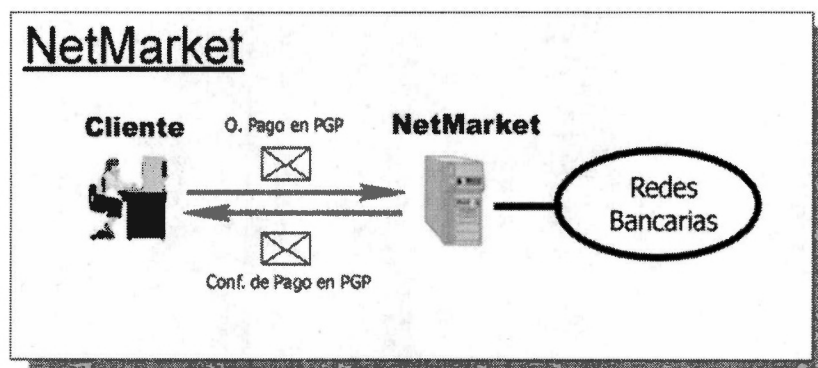 NetMarket
Cliente
O. Pago en PGP
NetMarket
Redes
Bancarias
Conf. de Pago en PGP